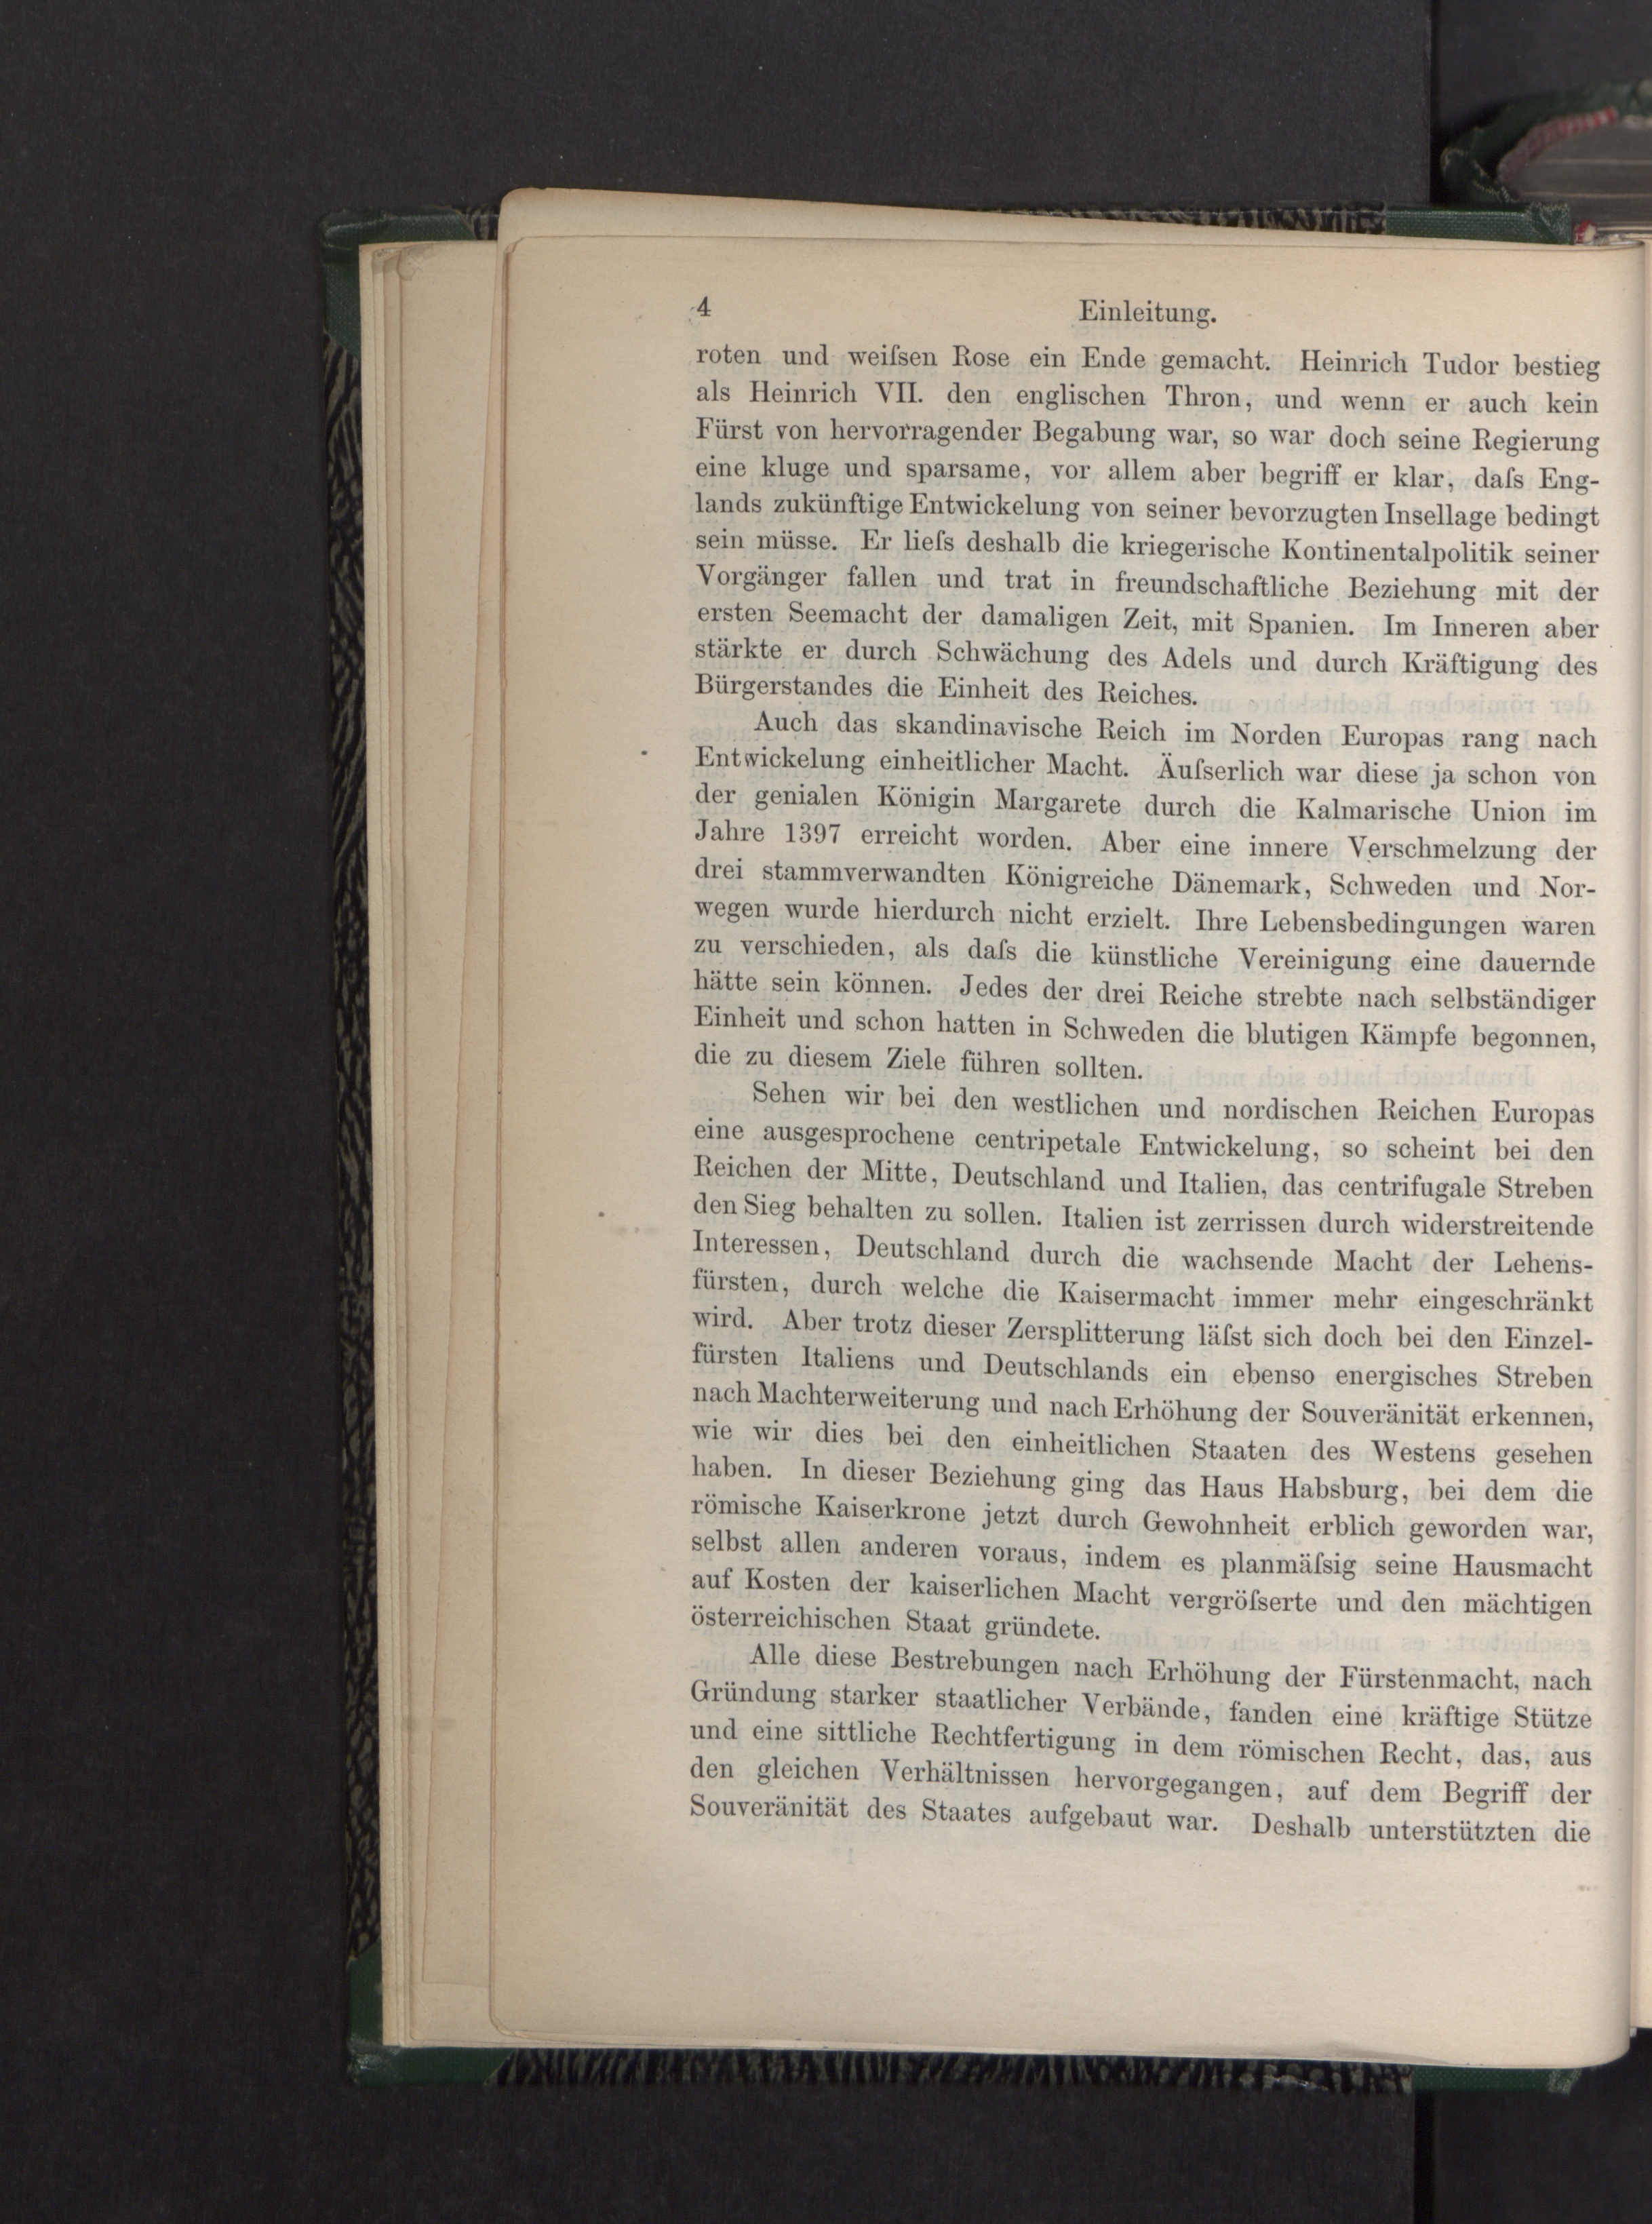 4 Einleitung.
roten und weiſsen Rose ein Ende gemacht. Heinrich Tudor bestieg
als Heinrich VII. den englischen Thron, und wenn er auch kein
Fürst von hervorragender Begabung war, so war doch seine Regierung
eine kluge und sparsame, vor allem aber begriff er klar, daſs Eng-
lands zukünftige Entwickelung von seiner bevorzugten Insellage bedingt
sein müsse. Er lieſs deshalb die kriegerische Kontinentalpolitik seiner
Vorgänger fallen und trat in freundschaftliche Beziehung mit der
ersten Seemacht der damaligen Zeit, mit Spanien. Im Inneren aber
stärkte er durch Schwächung des Adels und durch Kräftigung des
Bürgerstandes die Einheit des Reiches.
Auch das skandinavische Reich im Norden Europas rang nach
Entwickelung einheitlicher Macht. Äuſserlich war diese ja schon von
der genialen Königin Margarete durch die Kalmarische Union im
Jahre 1397 erreicht worden. Aber eine innere Verschmelzung der
drei stammverwandten Königreiche Dänemark, Schweden und Nor-
wegen wurde hierdurch nicht erzielt. Ihre Lebensbedingungen waren
zu verschieden, als daſs die künstliche Vereinigung eine dauernde
hätte sein können. Jedes der drei Reiche strebte nach selbständiger
Einheit und schon hatten in Schweden die blutigen Kämpfe begonnen,
die zu diesem Ziele führen sollten.
Sehen wir bei den westlichen und nordischen Reichen Europas
eine ausgesprochene centripetale Entwickelung, so scheint bei den
Reichen der Mitte, Deutschland und Italien, das centrifugale Streben
den Sieg behalten zu sollen. Italien ist zerrissen durch widerstreitende
Interessen, Deutschland durch die wachsende Macht der Lehens-
fürsten, durch welche die Kaisermacht immer mehr eingeschränkt
wird. Aber trotz dieser Zersplitterung läſst sich doch bei den Einzel-
fürsten Italiens und Deutschlands ein ebenso energisches Streben
nach Machterweiterung und nach Erhöhung der Souveränität erkennen,
wie wir dies bei den einheitlichen Staaten des Westens gesehen
haben. In dieser Beziehung ging das Haus Habsburg, bei dem die
römische Kaiserkrone jetzt durch Gewohnheit erblich geworden war,
selbst allen anderen voraus, indem es planmäſsig seine Hausmacht
auf Kosten der kaiserlichen Macht vergröſserte und den mächtigen
österreichischen Staat gründete.
Alle diese Bestrebungen nach Erhöhung der Fürstenmacht, nach
Gründung starker staatlicher Verbände, fanden eine kräftige Stütze
und eine sittliche Rechtfertigung in dem römischen Recht, das, aus
den gleichen Verhältnissen hervorgegangen, auf dem Begriff der
Souveränität des Staates aufgebaut war. Deshalb unterstützten die